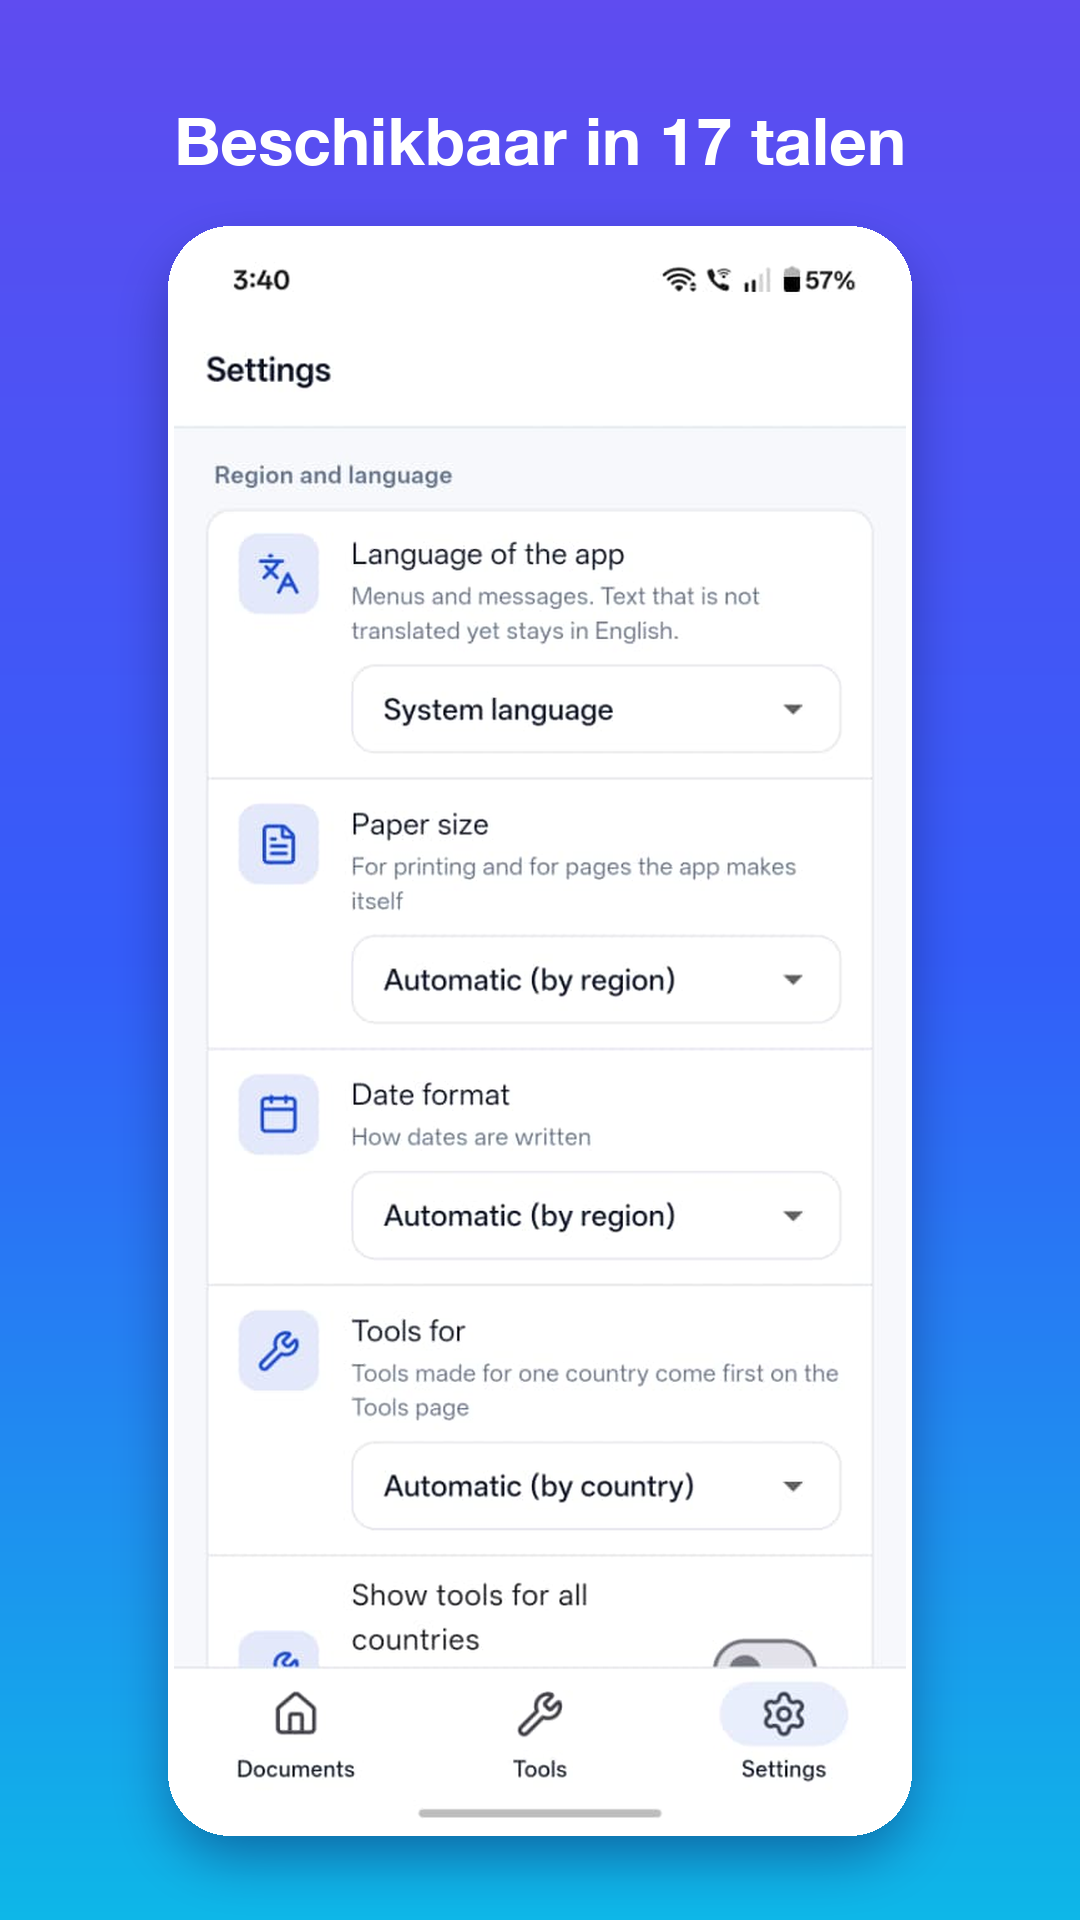 Beschikbaar in 17 talen
3:40
57%
Settings
Region and language
Language of the app
Menus and messages. Text that is not
translated yet stays in English.
System language
Paper size
For printing and for pages the app makes
itself
Automatic (by region)
Date format
How dates are written
Automatic (by region)
Tools for
Tools made for one country come first on the
Tools page
Automatic (by country)
Show tools for all
countries
Documents
Tools
Settings